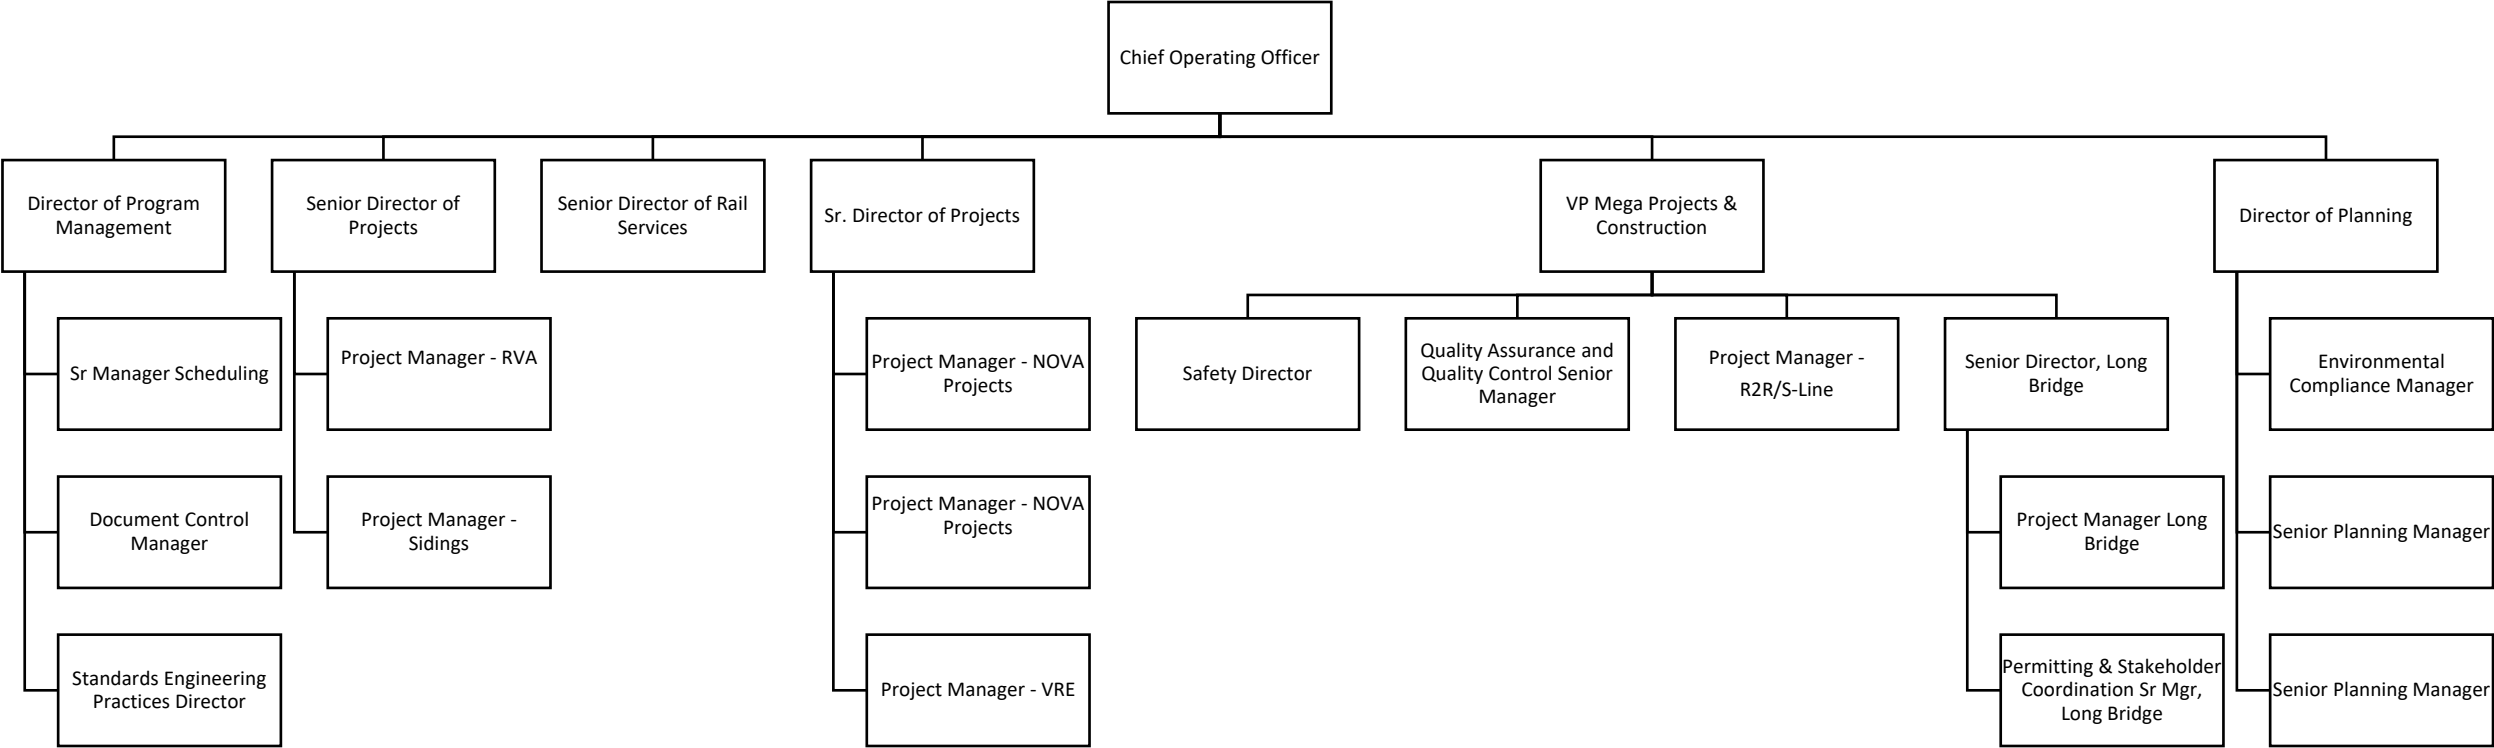 Chief Operating Officer
Director of Program
Management
Senior Director of
Projects
Senior Director of Rail
Services
Sr. Director of Projects
VP Mega Projects &
Construction
Director of Planning
Sr Manager Scheduling
Document Control
Manager
Standards Engineering
Practices Director
Project Manager - RVA
Project Manager -
Sidings
Project Manager - NOVA
Projects
Project Manager - NOVA
Projects
Project Manager - VRE
Safety Director
Quality Assurance and
Quality Control Senior
Manager
Project Manager -
R2R/S-Line
Senior Director, Long
Bridge
Project Manager Long
Bridge
Permitting & Stakeholder
Coordination Sr Mgr,
Long Bridge
Environmental
Compliance Manager
Senior Planning Manager
Senior Planning Manager